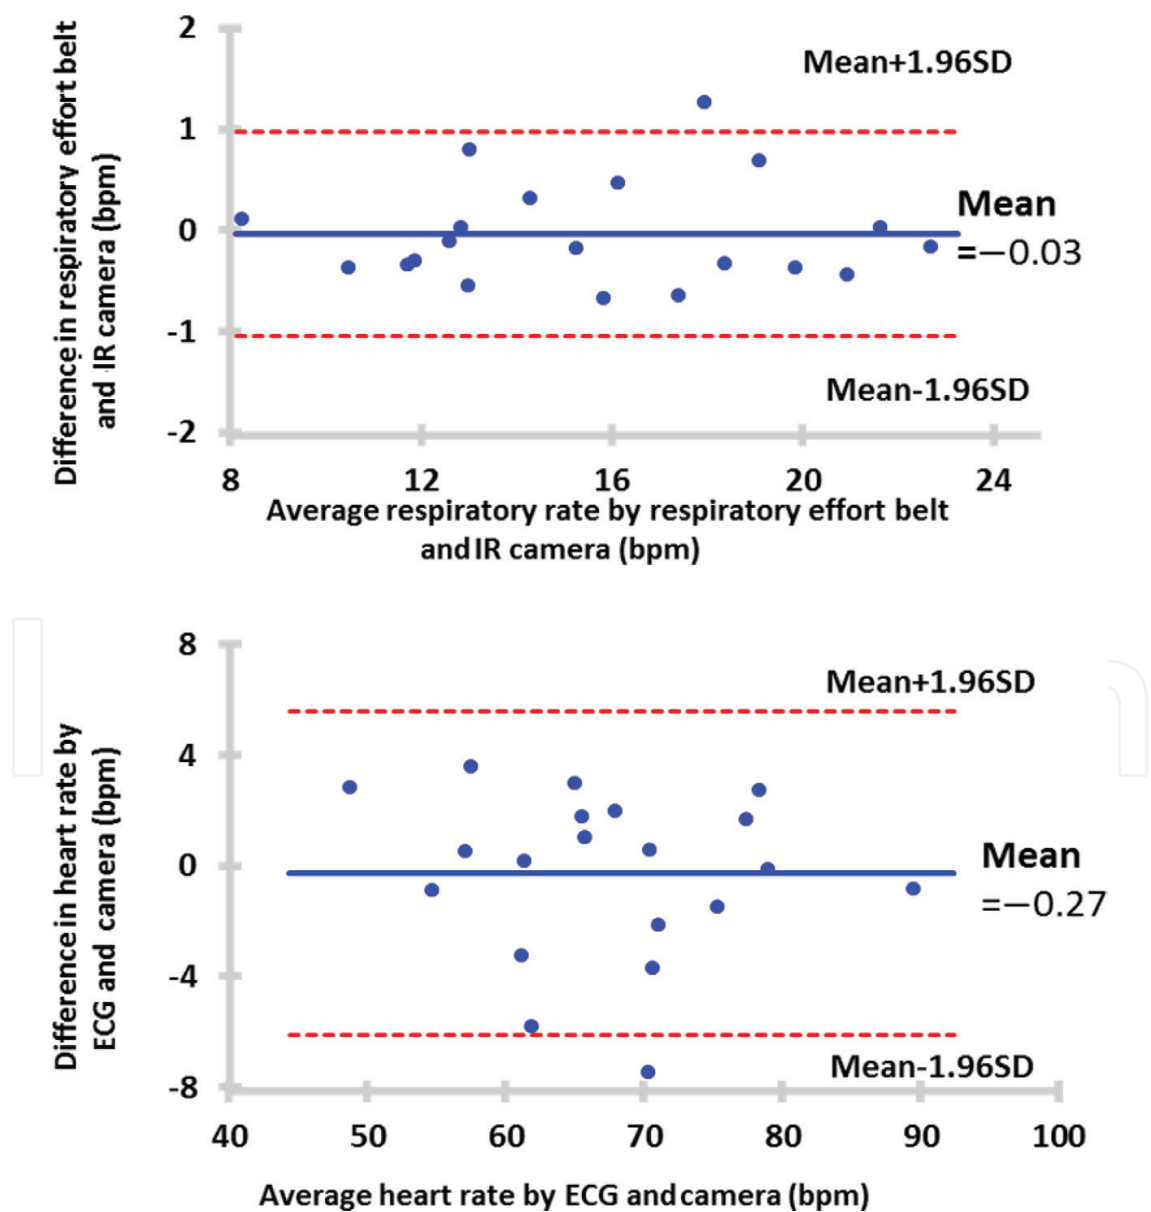 Difference in respiratory effort belt
and IR camera (bpm)
2
1
0
-1
-2
Mean+1.96SD
Mean
=−0.03
Mean-1.96SD
8 12 16 20 24
Average respiratory rate by respiratory effort belt
and IR camera (bpm)
Difference in heart rate by
ECG and camera (bpm)
8
4
0
-4
-8
Mean+1.96SD
Mean
=−0.27
Mean-1.96SD
40 50 60 70 80 90 100
Average heart rate by ECG and camera (bpm)